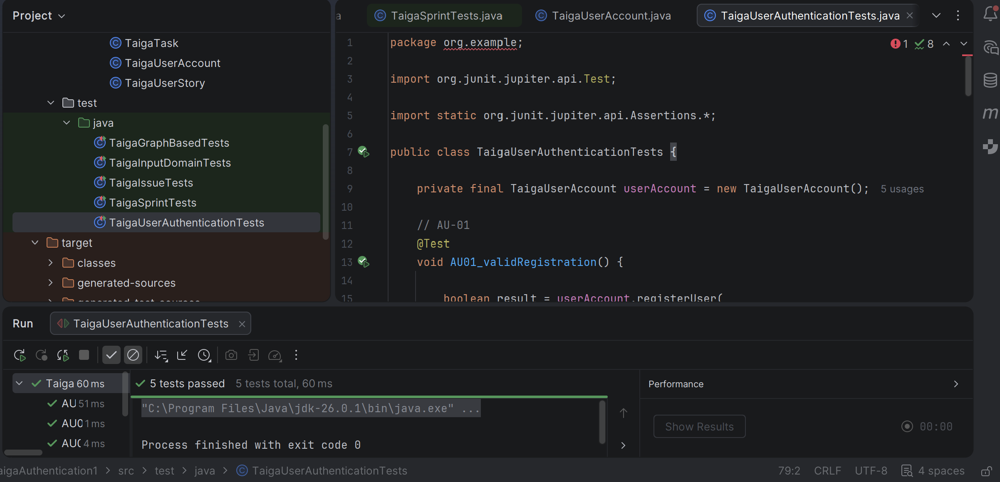 Project
TaigaTask
TaigaUserAccount
TaigaUserStory
test
java
TaigaGraphBasedTests
TaigaInputDomainTests
TaigaIssueTests
TaigaSprintTests
TaigaUserAuthenticationTests
target
classes
generated-sources
generated-test-sources
a TaigaSprintTests.java TaigaUserAccount.java TaigaUserAuthenticationTests.java
1 8
1 package org.example;
2
3 import org.junit.jupiter.api.Test;
4
5 import static org.junit.jupiter.api.Assertions.*;
6
7 public class TaigaUserAuthenticationTests {
8
9 private final TaigaUserAccount userAccount = new TaigaUserAccount(); 5 usages
10
11 // AU-01
12 @Test
13 void AU01_validRegistration() {
14
15 boolean result = userAccount.registerUser(
m
Run TaigaUserAuthenticationTests
Taiga 60 ms
AU 51 ms
AU0 1 ms
AU0 4 ms
5 tests passed 5 tests total, 60 ms
"C:\Program Files\Java\jdk-26.0.1\bin\java.exe" ...
Process finished with exit code 0
Performance
Show Results 00:00
aigaAuthentication1 > src > test > java > TaigaUserAuthenticationTests
79:2 CRLF UTF-8 4 spaces